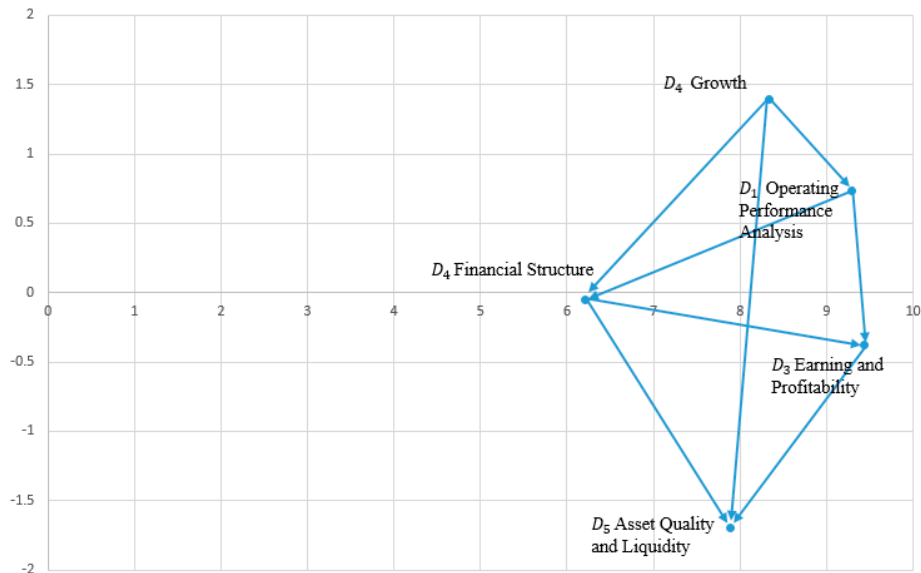 2
1.5
D₄ Growth
1
D₁ Operating
Performance
Analysis
0.5
D₄ Financial Structure
0
0 1 2 3 4 5 6 7 8 9 10
-0.5
D₃ Earning and
Profitability
-1
-1.5
D₅ Asset Quality
and Liquidity
-2